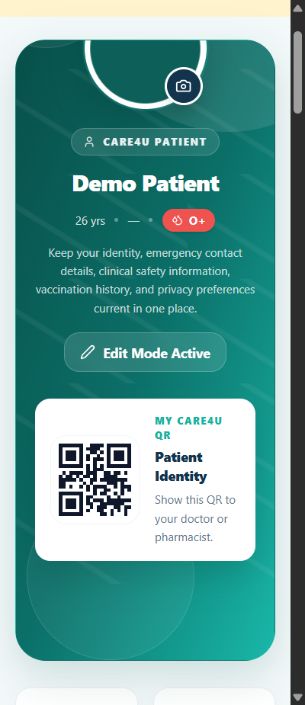 CARE4U PATIENT
Demo Patient
26 yrs • — • O+
Keep your identity, emergency contact
details, clinical safety information,
vaccination history, and privacy preferences
current in one place.
Edit Mode Active
MY CARE4U
QR
Patient
Identity
Show this QR to
your doctor or
pharmacist.